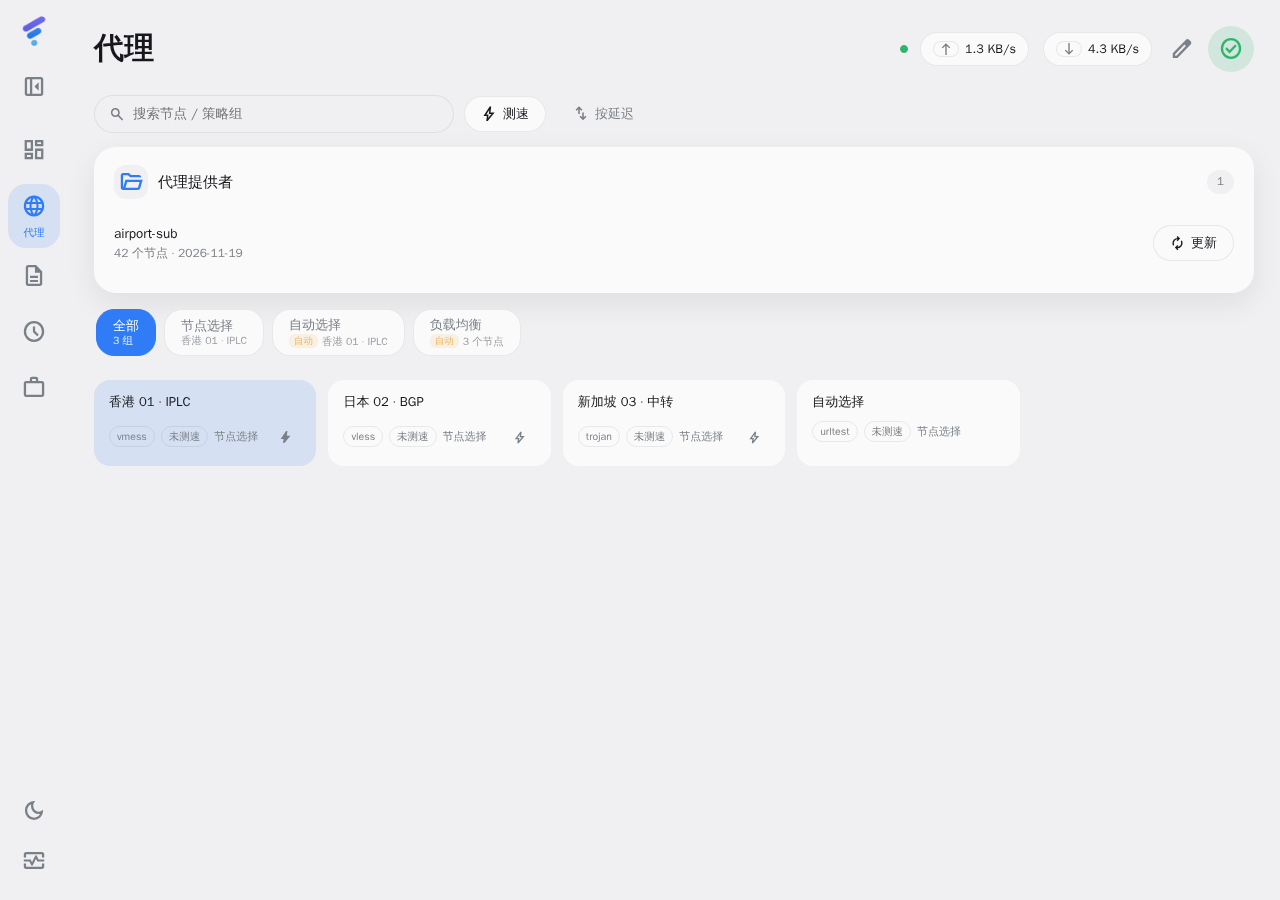 代理
1.3 KB/s
4.3 KB/s
搜索节点 / 策略组
测速
按延迟
代理
代理提供者
1
airport-sub
42 个节点 · 2026-11-19
更新
全部
3 组
节点选择
香港 01 · IPLC
自动选择
自动 香港 01 · IPLC
负载均衡
自动 3 个节点
香港 01 · IPLC
vmess 未测速 节点选择
日本 02 · BGP
vless 未测速 节点选择
新加坡 03 · 中转
trojan 未测速 节点选择
自动选择
urltest 未测速 节点选择